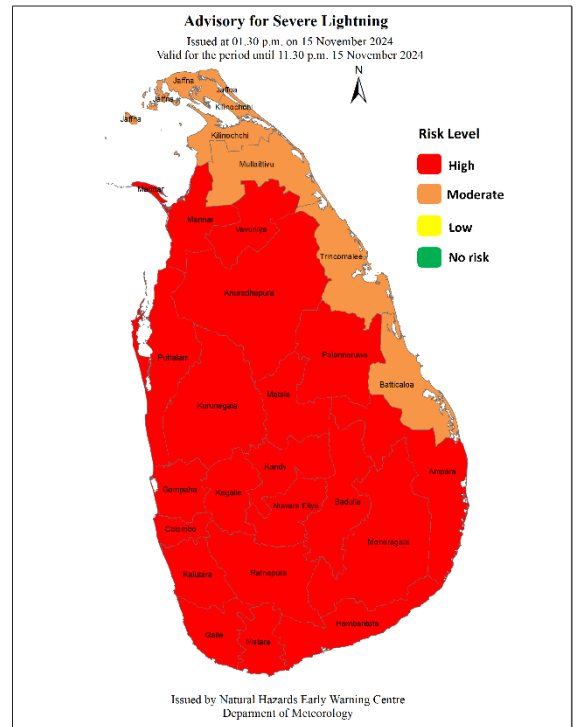 Advisory for Severe Lightning
Issued at 01.30 p.m. on 15 November 2024
Valid for the period until 11.30 p.m. 15 November 2024
N
Jaffna
Jaffna
Jaffna
Kilinochchi
Jaffna
Risk Level
Kilinochchi
High
Mullaittivu
Mannar
Moderate
Low
Mannar
Vavuniya
No risk
Trincomalee
Anuradhapura
Puttalam
Polonnaruwa
Batticaloa
Matale
Kurunegala
Kandy
Ampara
Gampaha
Kegalle
Nuwara Eliya
Badulla
Colombo
Moneragala
Kalutara
Ratnapura
Hambantota
Galle
Matara
Issued by Natural Hazards Early Warning Centre
Deparment of Meteorology